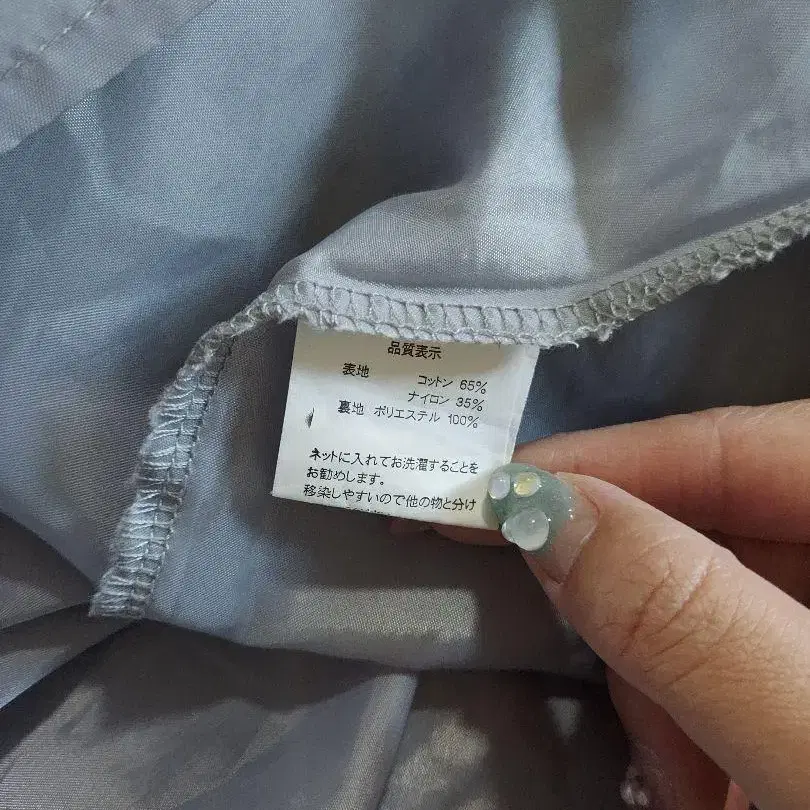 品質表示
表地 コットン 65%
ナイロン 35%
裏地 ポリエステル 100%
ネットに入れてお洗濯することを
お勧めします。
移染しやすいので他の物と分け